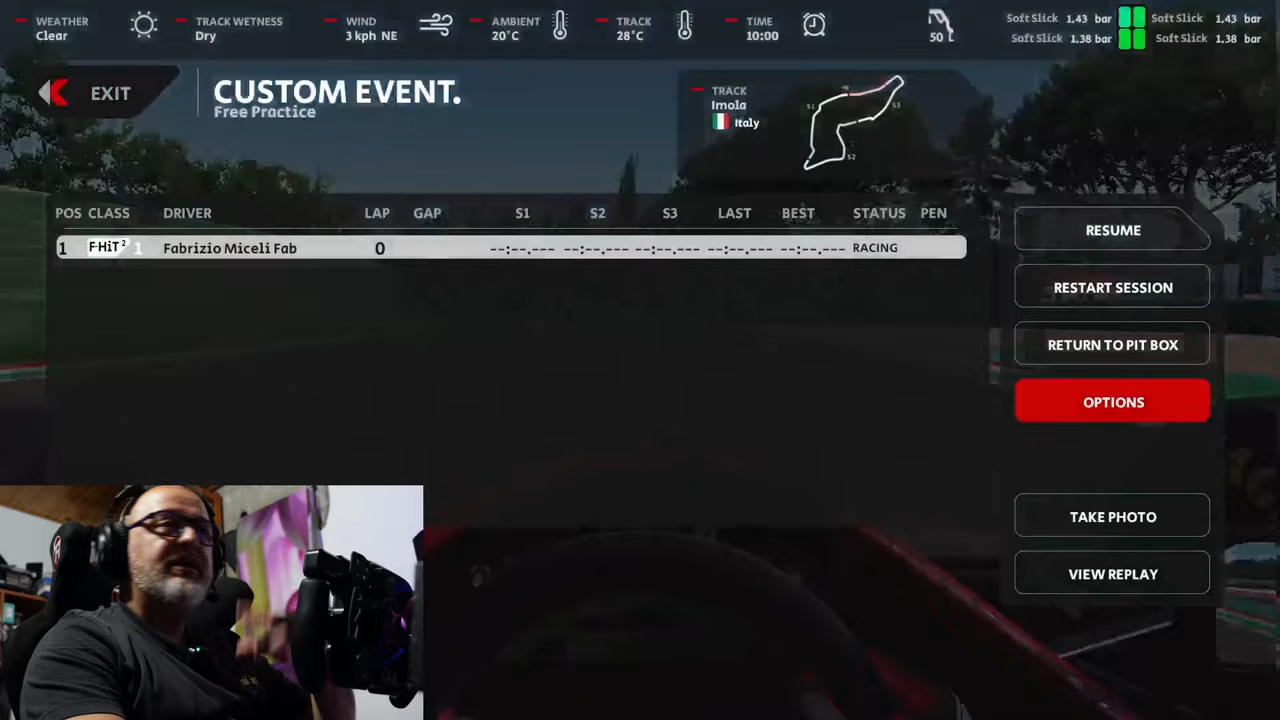 WEATHER
Clear
TRACK WETNESS
Dry
WIND
3 kph NE
AMBIENT
20°C
TRACK
28°C
TIME
10:00
50
Soft Slick 1.43 bar
Soft Slick 1.38 bar
Soft Slick 1.43 bar
Soft Slick 1.38 bar
EXIT
CUSTOM EVENT.
Free Practice
TRACK
Imola
Italy
S1
S2
S3
POS CLASS DRIVER LAP GAP S1 S2 S3 LAST BEST STATUS PEN
1 F-HiT² 1 Fabrizio Miceli Fab 0 --:--.--- --:--.--- --:--.--- --:--.--- --:--.--- RACING
RESUME
RESTART SESSION
RETURN TO PIT BOX
OPTIONS
TAKE PHOTO
VIEW REPLAY